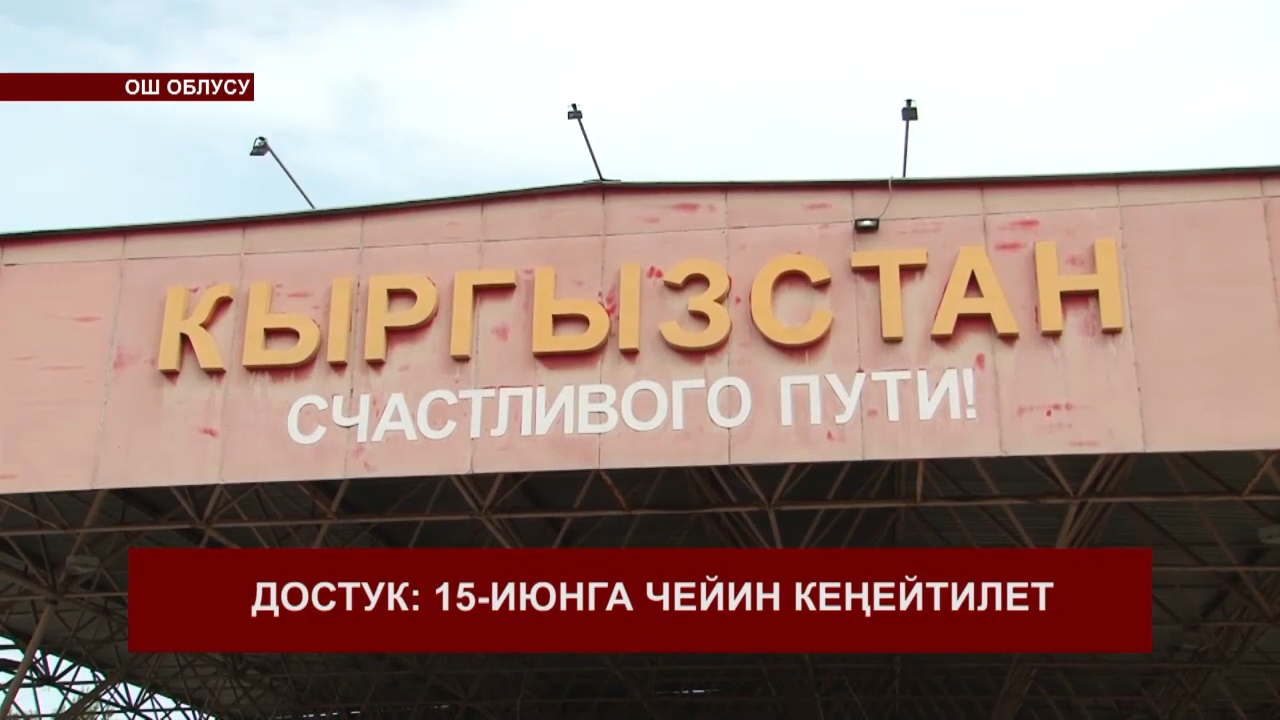 ОШ ОБЛУСУ
КЫРГЫЗСТАН
СЧАСТЛИВОГО ПУТИ!
ДОСТУК: 15-ИЮНГА ЧЕЙИН КЕҢЕЙТИЛЕТ